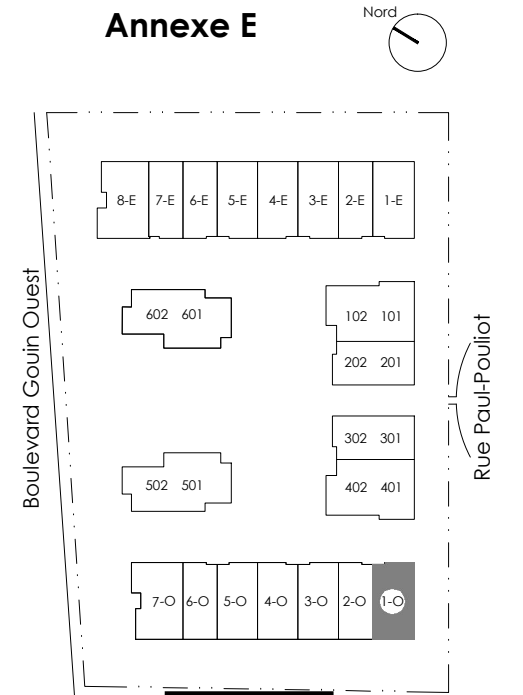 Annexe E
Nord
8-E 7-E 6-E 5-E 4-E 3-E 2-E 1-E
602 601
102 101
202 201
Boulevard Gouin Ouest
Rue Paul-Pouliot
302 301
502 501
402 401
7-O 6-O 5-O 4-O 3-O 2-O 1-O